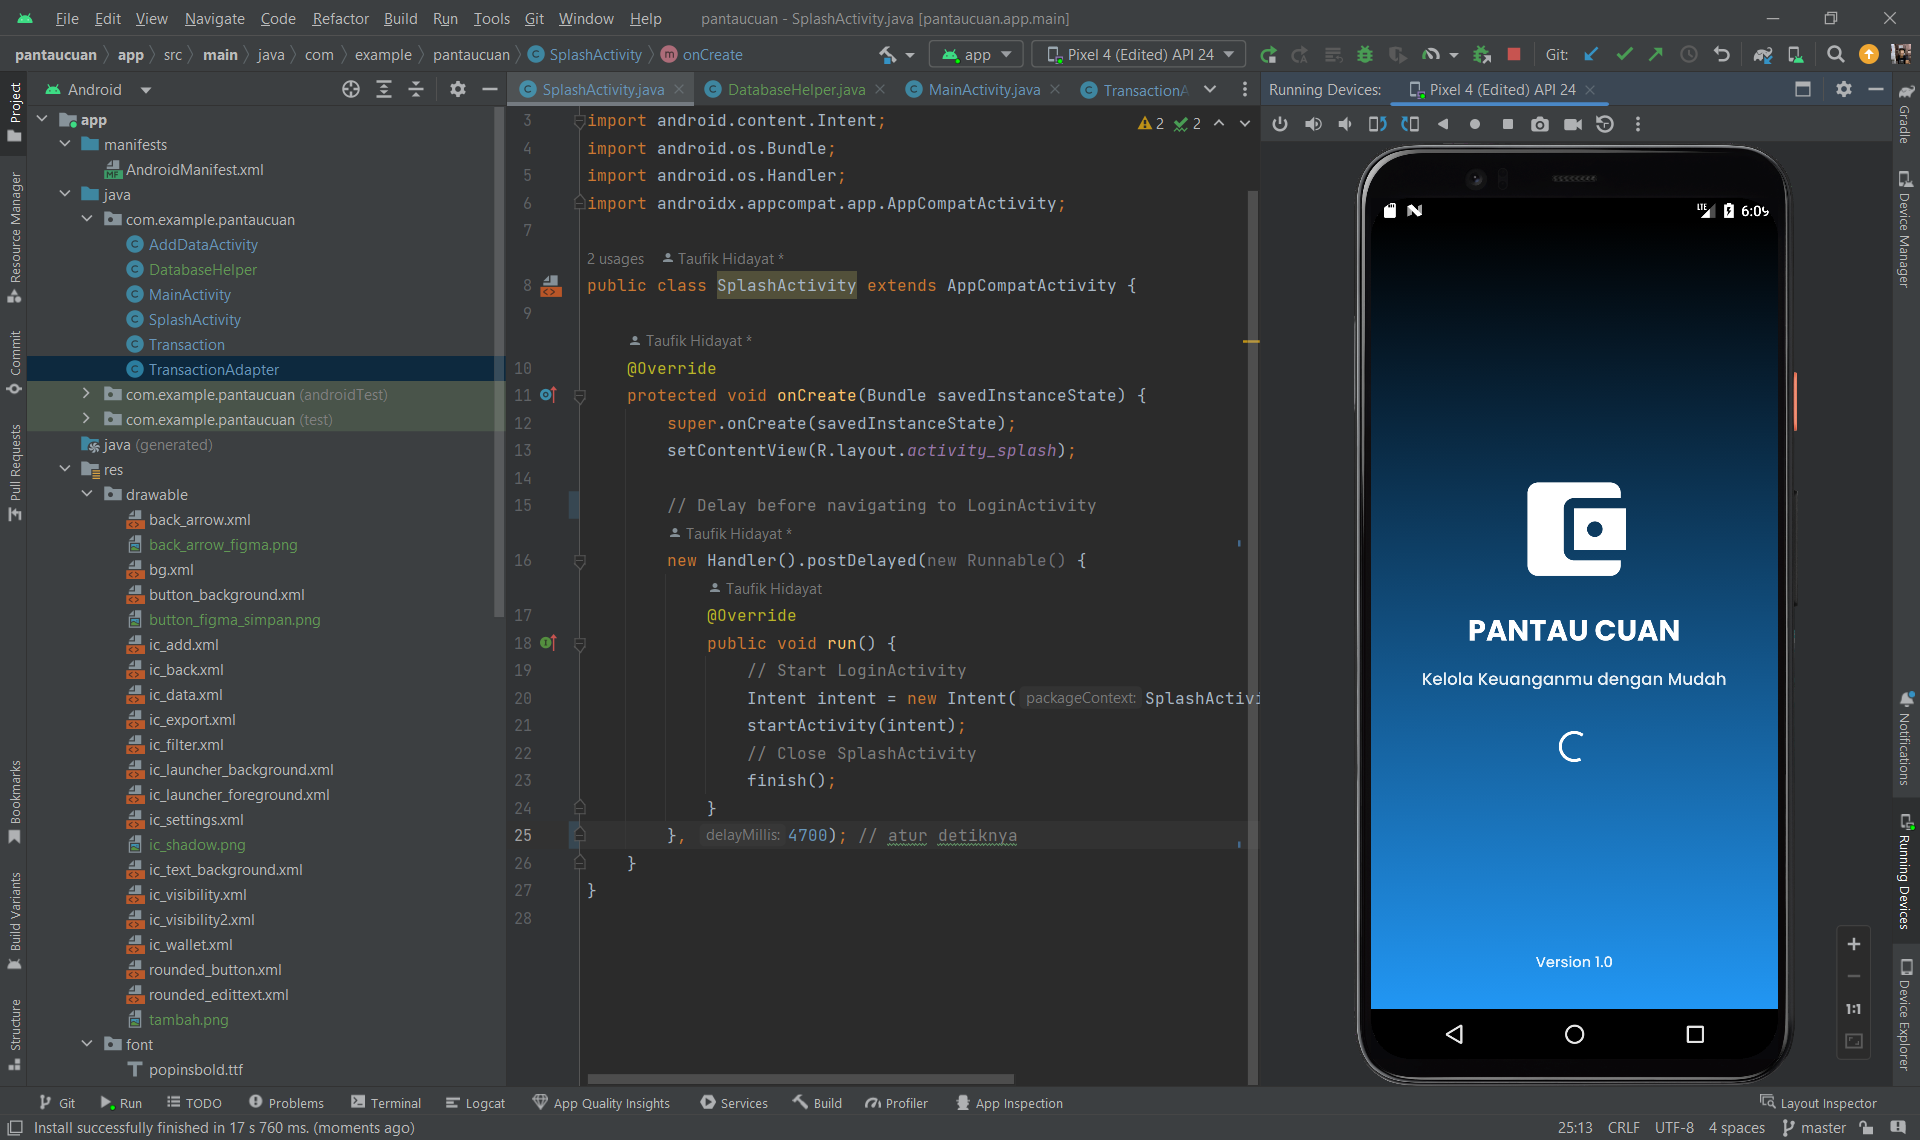 File Edit View Navigate Code Refactor Build Run Tools Git Window Help pantaucuan - SplashActivity.java [pantaucuan.app.main]
pantaucuan app src main java com example pantaucuan SplashActivity onCreate app Pixel 4 (Edited) API 24 Git:
Android
SplashActivity.java DatabaseHelper.java MainActivity.java TransactionA
Running Devices: Pixel 4 (Edited) API 24
Project
Resource Manager
Commit
Pull Requests
Bookmarks
Build Variants
Structure
app
manifests
AndroidManifest.xml
java
com.example.pantaucuan
AddDataActivity
DatabaseHelper
MainActivity
SplashActivity
Transaction
TransactionAdapter
com.example.pantaucuan (androidTest)
com.example.pantaucuan (test)
java (generated)
res
drawable
back_arrow.xml
back_arrow_figma.png
bg.xml
button_background.xml
button_figma_simpan.png
ic_add.xml
ic_back.xml
ic_data.xml
ic_export.xml
ic_filter.xml
ic_launcher_background.xml
ic_launcher_foreground.xml
ic_settings.xml
ic_shadow.png
ic_text_background.xml
ic_visibility.xml
ic_visibility2.xml
ic_wallet.xml
rounded_button.xml
rounded_edittext.xml
tambah.png
font
popinsbold.ttf
2 2
3 import android.content.Intent;
4 import android.os.Bundle;
5 import android.os.Handler;
6 import androidx.appcompat.app.AppCompatActivity;
7
2 usages Taufik Hidayat *
8 public class SplashActivity extends AppCompatActivity {
9
Taufik Hidayat *
10 @Override
11 protected void onCreate(Bundle savedInstanceState) {
12 super.onCreate(savedInstanceState);
13 setContentView(R.layout.activity_splash);
14
15 // Delay before navigating to LoginActivity
Taufik Hidayat *
16 new Handler().postDelayed(new Runnable() {
Taufik Hidayat
17 @Override
18 public void run() {
19 // Start LoginActivity
20 Intent intent = new Intent( packageContext: SplashActivi
21 startActivity(intent);
22 // Close SplashActivity
23 finish();
24 }
25 }, delayMillis: 4700); // atur detiknya
26 }
27 }
28
LTE 6:09
PANTAU CUAN
Kelola Keuanganmu dengan Mudah
Version 1.0
1:1
Gradle
Device Manager
Notifications
Running Devices
Device Explorer
Git Run TODO Problems Terminal Logcat App Quality Insights Services Build Profiler App Inspection Layout Inspector
Install successfully finished in 17 s 760 ms. (moments ago) 25:13 CRLF UTF-8 4 spaces master